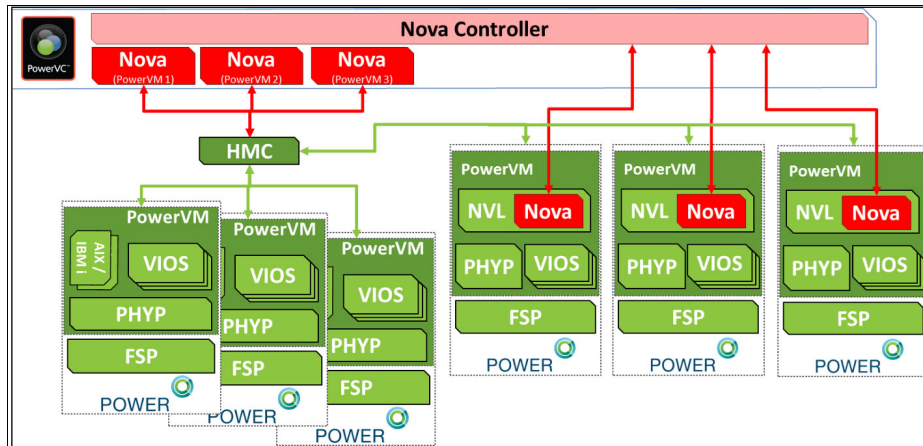 Nova Controller
PowerVC™
Nova
(PowerVM 1)
Nova
(PowerVM 2)
Nova
(PowerVM 3)
HMC
PowerVM
AIX /
IBM i
VIOS
PHYP
FSP
POWER
PowerVM
VIOS
PHYP
FSP
POWER
PowerVM
VIOS
PHYP
FSP
POWER
PowerVM
NVL
Nova
PHYP
VIOS
FSP
POWER
PowerVM
NVL
Nova
PHYP
VIOS
FSP
POWER
PowerVM
NVL
Nova
PHYP
VIOS
FSP
POWER